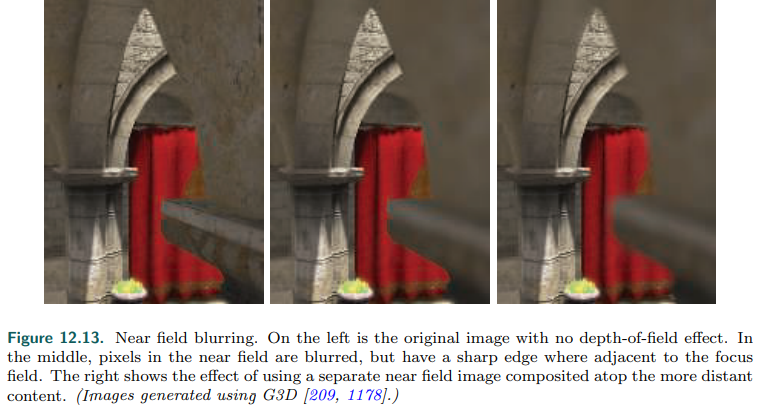 Figure 12.13. Near field blurring. On the left is the original image with no depth-of-field effect. In
the middle, pixels in the near field are blurred, but have a sharp edge where adjacent to the focus
field. The right shows the effect of using a separate near field image composited atop the more distant
content. (Images generated using G3D [209, 1178].)